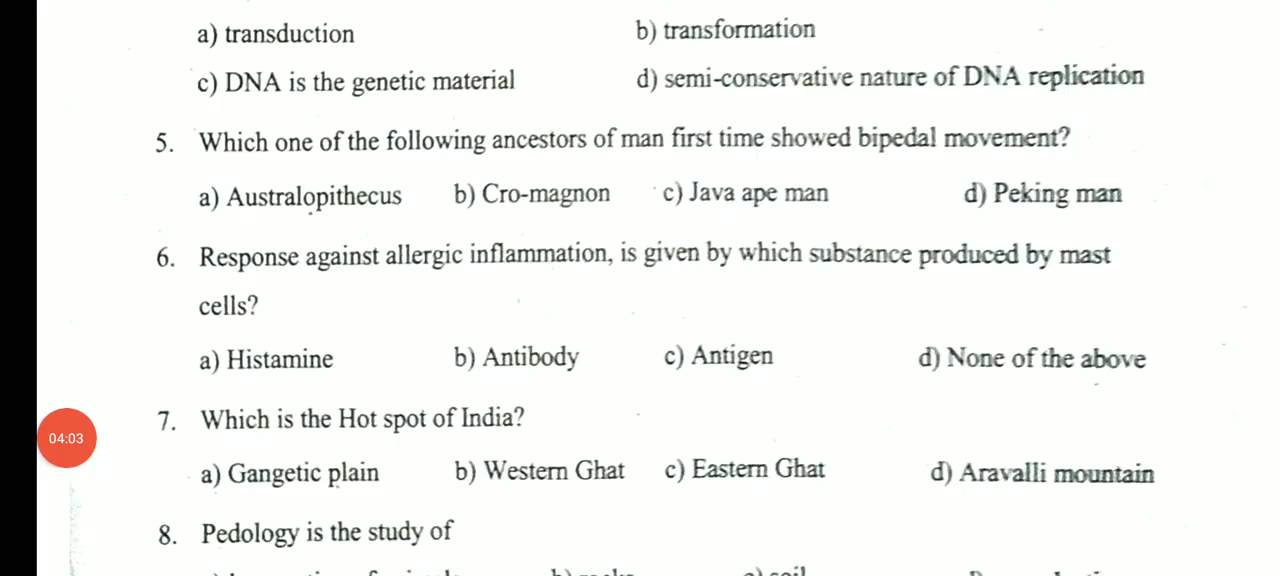 a) transduction b) transformation
c) DNA is the genetic material d) semi-conservative nature of DNA replication
5. Which one of the following ancestors of man first time showed bipedal movement?
a) Australopithecus b) Cro-magnon c) Java ape man d) Peking man
6. Response against allergic inflammation, is given by which substance produced by mast
cells?
a) Histamine b) Antibody c) Antigen d) None of the above
04:03
7. Which is the Hot spot of India?
a) Gangetic plain b) Western Ghat c) Eastern Ghat d) Aravalli mountain
8. Pedology is the study of
b) rocks c) soil